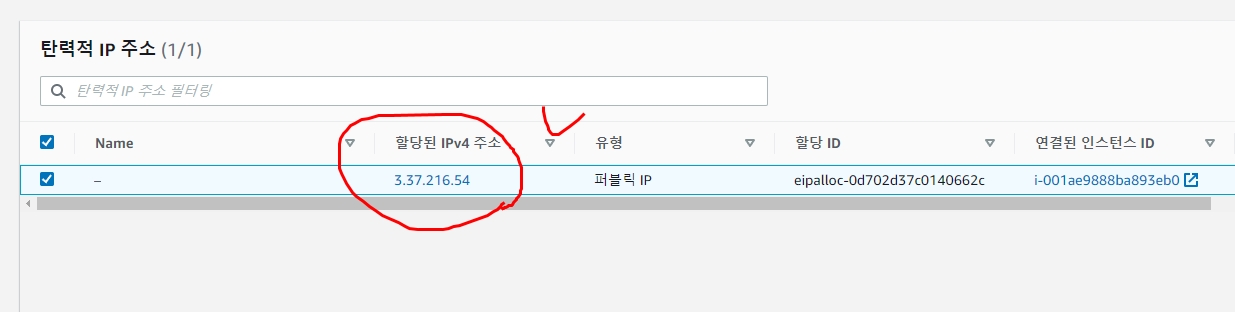 탄력적 IP 주소 (1/1)
탄력적 IP 주소 필터링
Name 할당된 IPv4 주소 유형 할당 ID 연결된 인스턴스 ID
– 3.37.216.54 퍼블릭 IP eipalloc-0d702d37c0140662c i-001ae9888ba893eb0